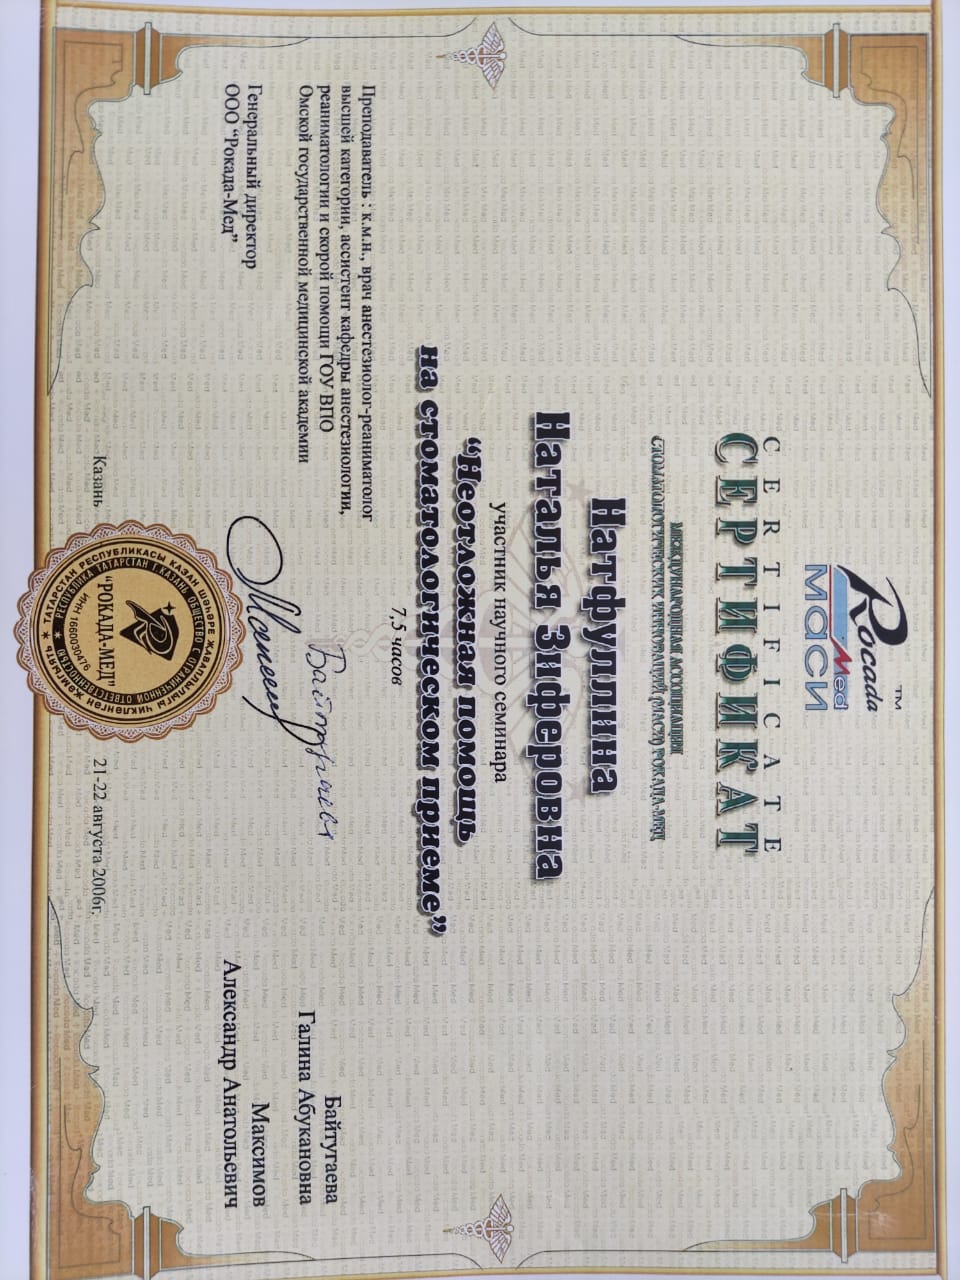 Rocada
Med
TM
МАСИ
CERTIFICATE
СЕРТИФИКАТ
МЕЖДУНАРОДНАЯ АССОЦИАЦИЯ
СТОМАТОЛОГИЧЕСКИХ ИННОВАЦИЙ (МАСИ) РОКАДА-МЕД
Натфуллина
Наталья Зиферовна
участник научного семинара
“Неотложная помощь
на стоматологическом приеме”
7,5 часов
Преподаватель : к.м.н., врач анестезиолог-реаниматолог
высшей категории, ассистент кафедры анестезиологии,
реаниматологии и скорой помощи ГОУ ВПО
Омской государственной медицинской академии
Байтугаева
Галина Абукановна
Генеральный директор
ООО “Рокада-Мед”
Максимов
Александр Анатольевич
Казань
21-22 августа 2006г.
ТАТАРСТАН РЕСПУБЛИКАСЫ КАЗАН ШӘҺӘРЕ ҖАВАПЛЫЛЫГЫ ЧИКЛӘНГӘН ҖӘМГЫЯТЬ
РЕСПУБЛИКА ТАТАРСТАН Г.КАЗАНЬ ОБЩЕСТВО С ОГРАНИЧЕННОЙ ОТВЕТСТВЕННОСТЬЮ
“РОКАДА-МЕД”
ИНН 1660030476